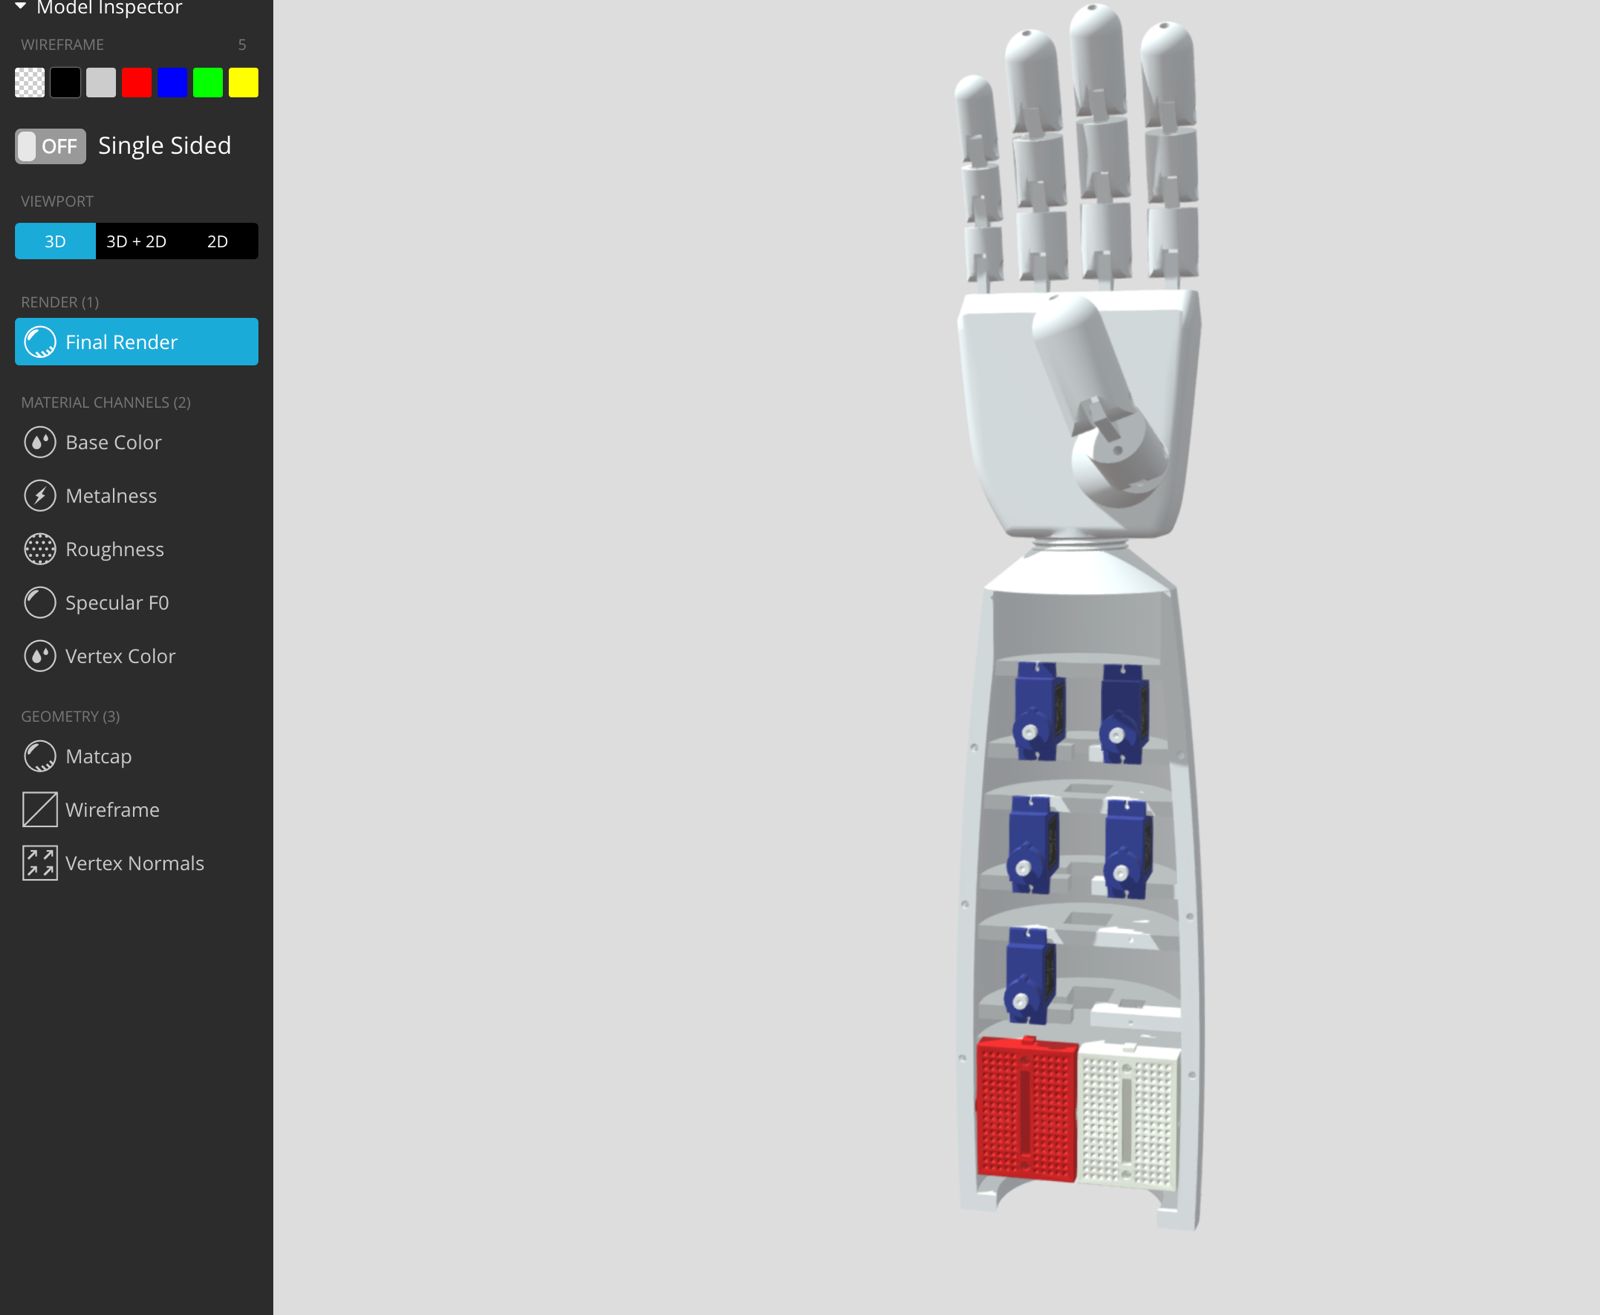 Model Inspector
WIREFRAME 5
OFF Single Sided
VIEWPORT
3D 3D + 2D 2D
RENDER (1)
Final Render
MATERIAL CHANNELS (2)
Base Color
Metalness
Roughness
Specular F0
Vertex Color
GEOMETRY (3)
Matcap
Wireframe
Vertex Normals